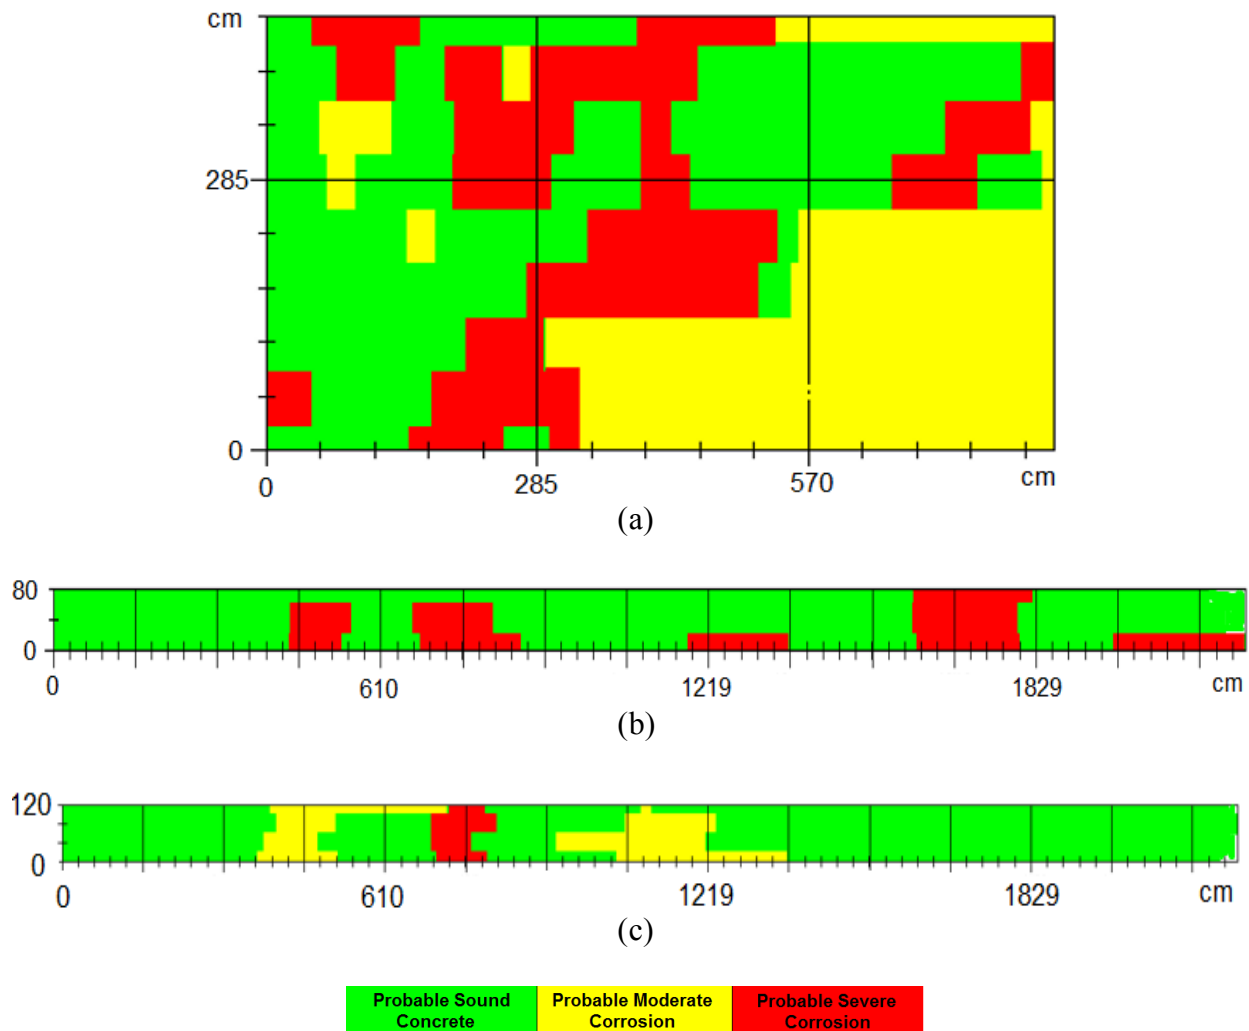 cm
285
0
0 285 570 cm
(a)
80
0
0 610 1219 1829 cm
(b)
120
0
0 610 1219 1829 cm
(c)
Probable Sound Concrete
Probable Moderate Corrosion
Probable Severe Corrosion